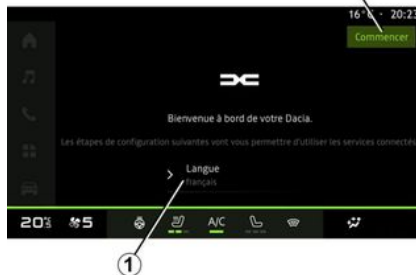 16°C · 20:23
Commencer
Bienvenue à bord de votre Dacia.
Les étapes de configuration suivantes vont vous permettre d'utiliser les services connectés
Langue
français
5
A/C
1